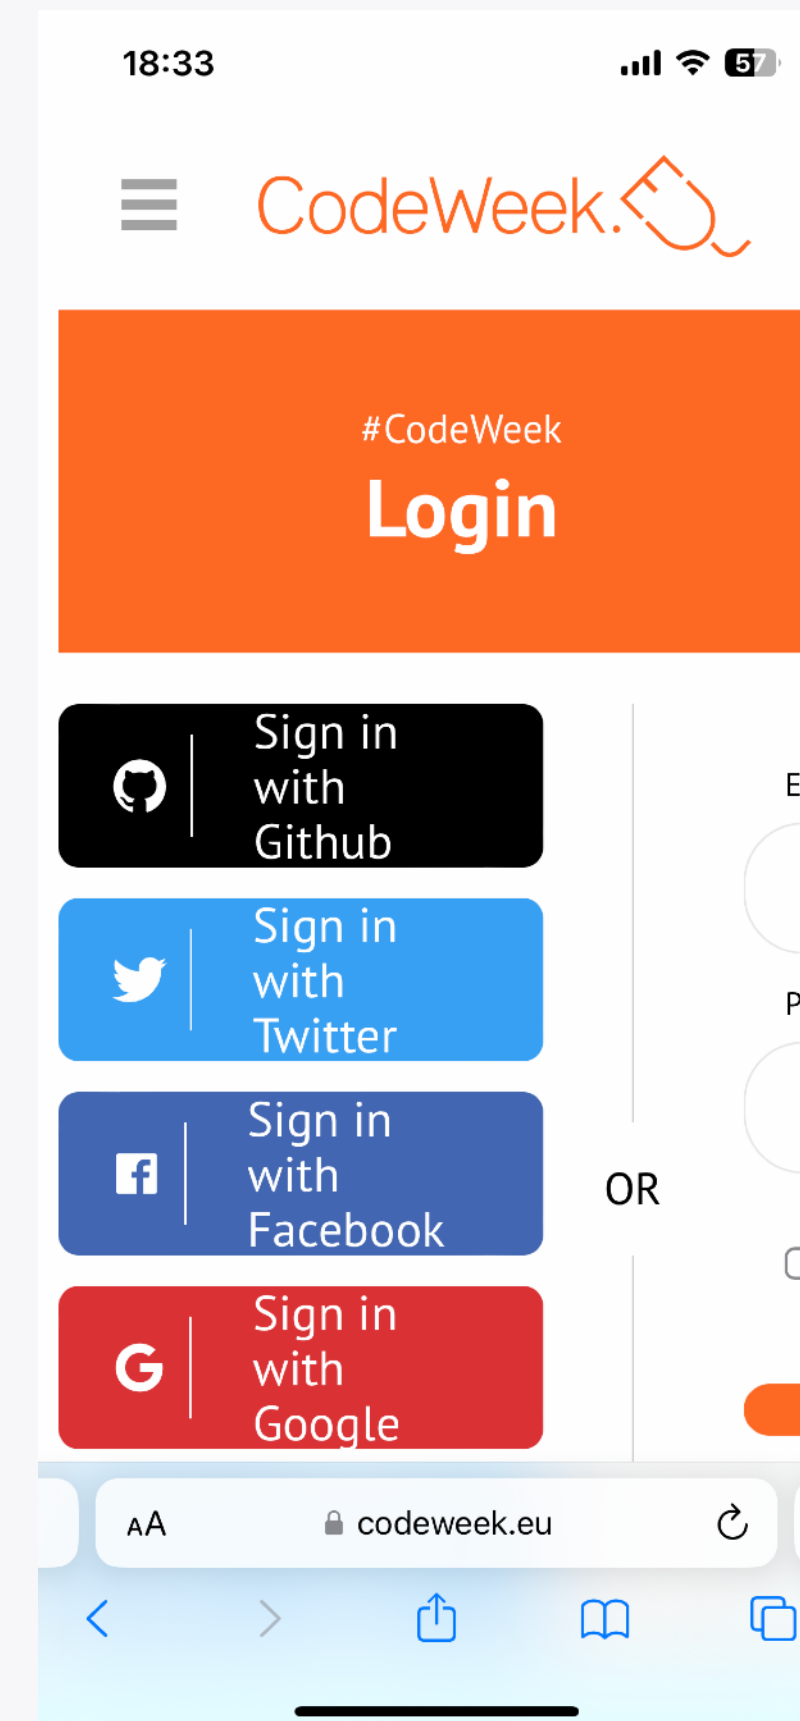 18:33
57
CodeWeek.
#CodeWeek
Login
Sign in
with
Github
Sign in
with
Twitter
Sign in
with
Facebook
Sign in
with
Google
OR
E
P
AA
codeweek.eu